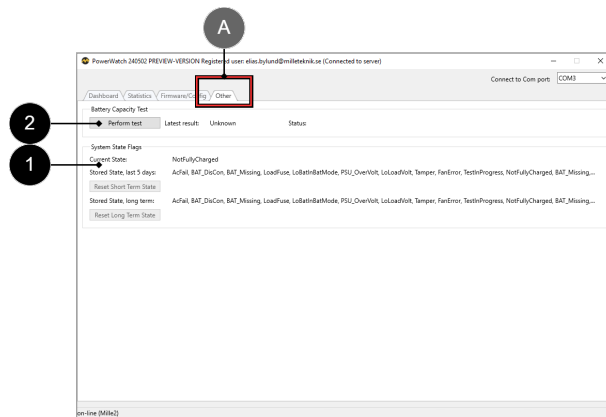 A
PowerWatch 240502 PREVIEW-VERSION Registered user: elias.bylund@milleteknik.se (Connected to server)
Connect to Com port: COM3
Dashboard Statistics Firmware/Config Other
Battery Capacity Test
2
Perform test Latest result: Unknown Status:
System State Flags
1
Current State: NotFullyCharged
Stored State, last 5 days: AcFail, BAT_DisCon, BAT_Missing, LoadFuse, LoBatInBatMode, PSU_OverVolt, LoLoadVolt, Tamper, FanError, TestInProgress, NotFullyCharged, BAT_Missing,...
Reset Short Term State
Stored State, long term: AcFail, BAT_DisCon, BAT_Missing, LoadFuse, LoBatInBatMode, PSU_OverVolt, LoLoadVolt, Tamper, FanError, TestInProgress, NotFullyCharged, BAT_Missing,...
Reset Long Term State
on-line (Mille2)